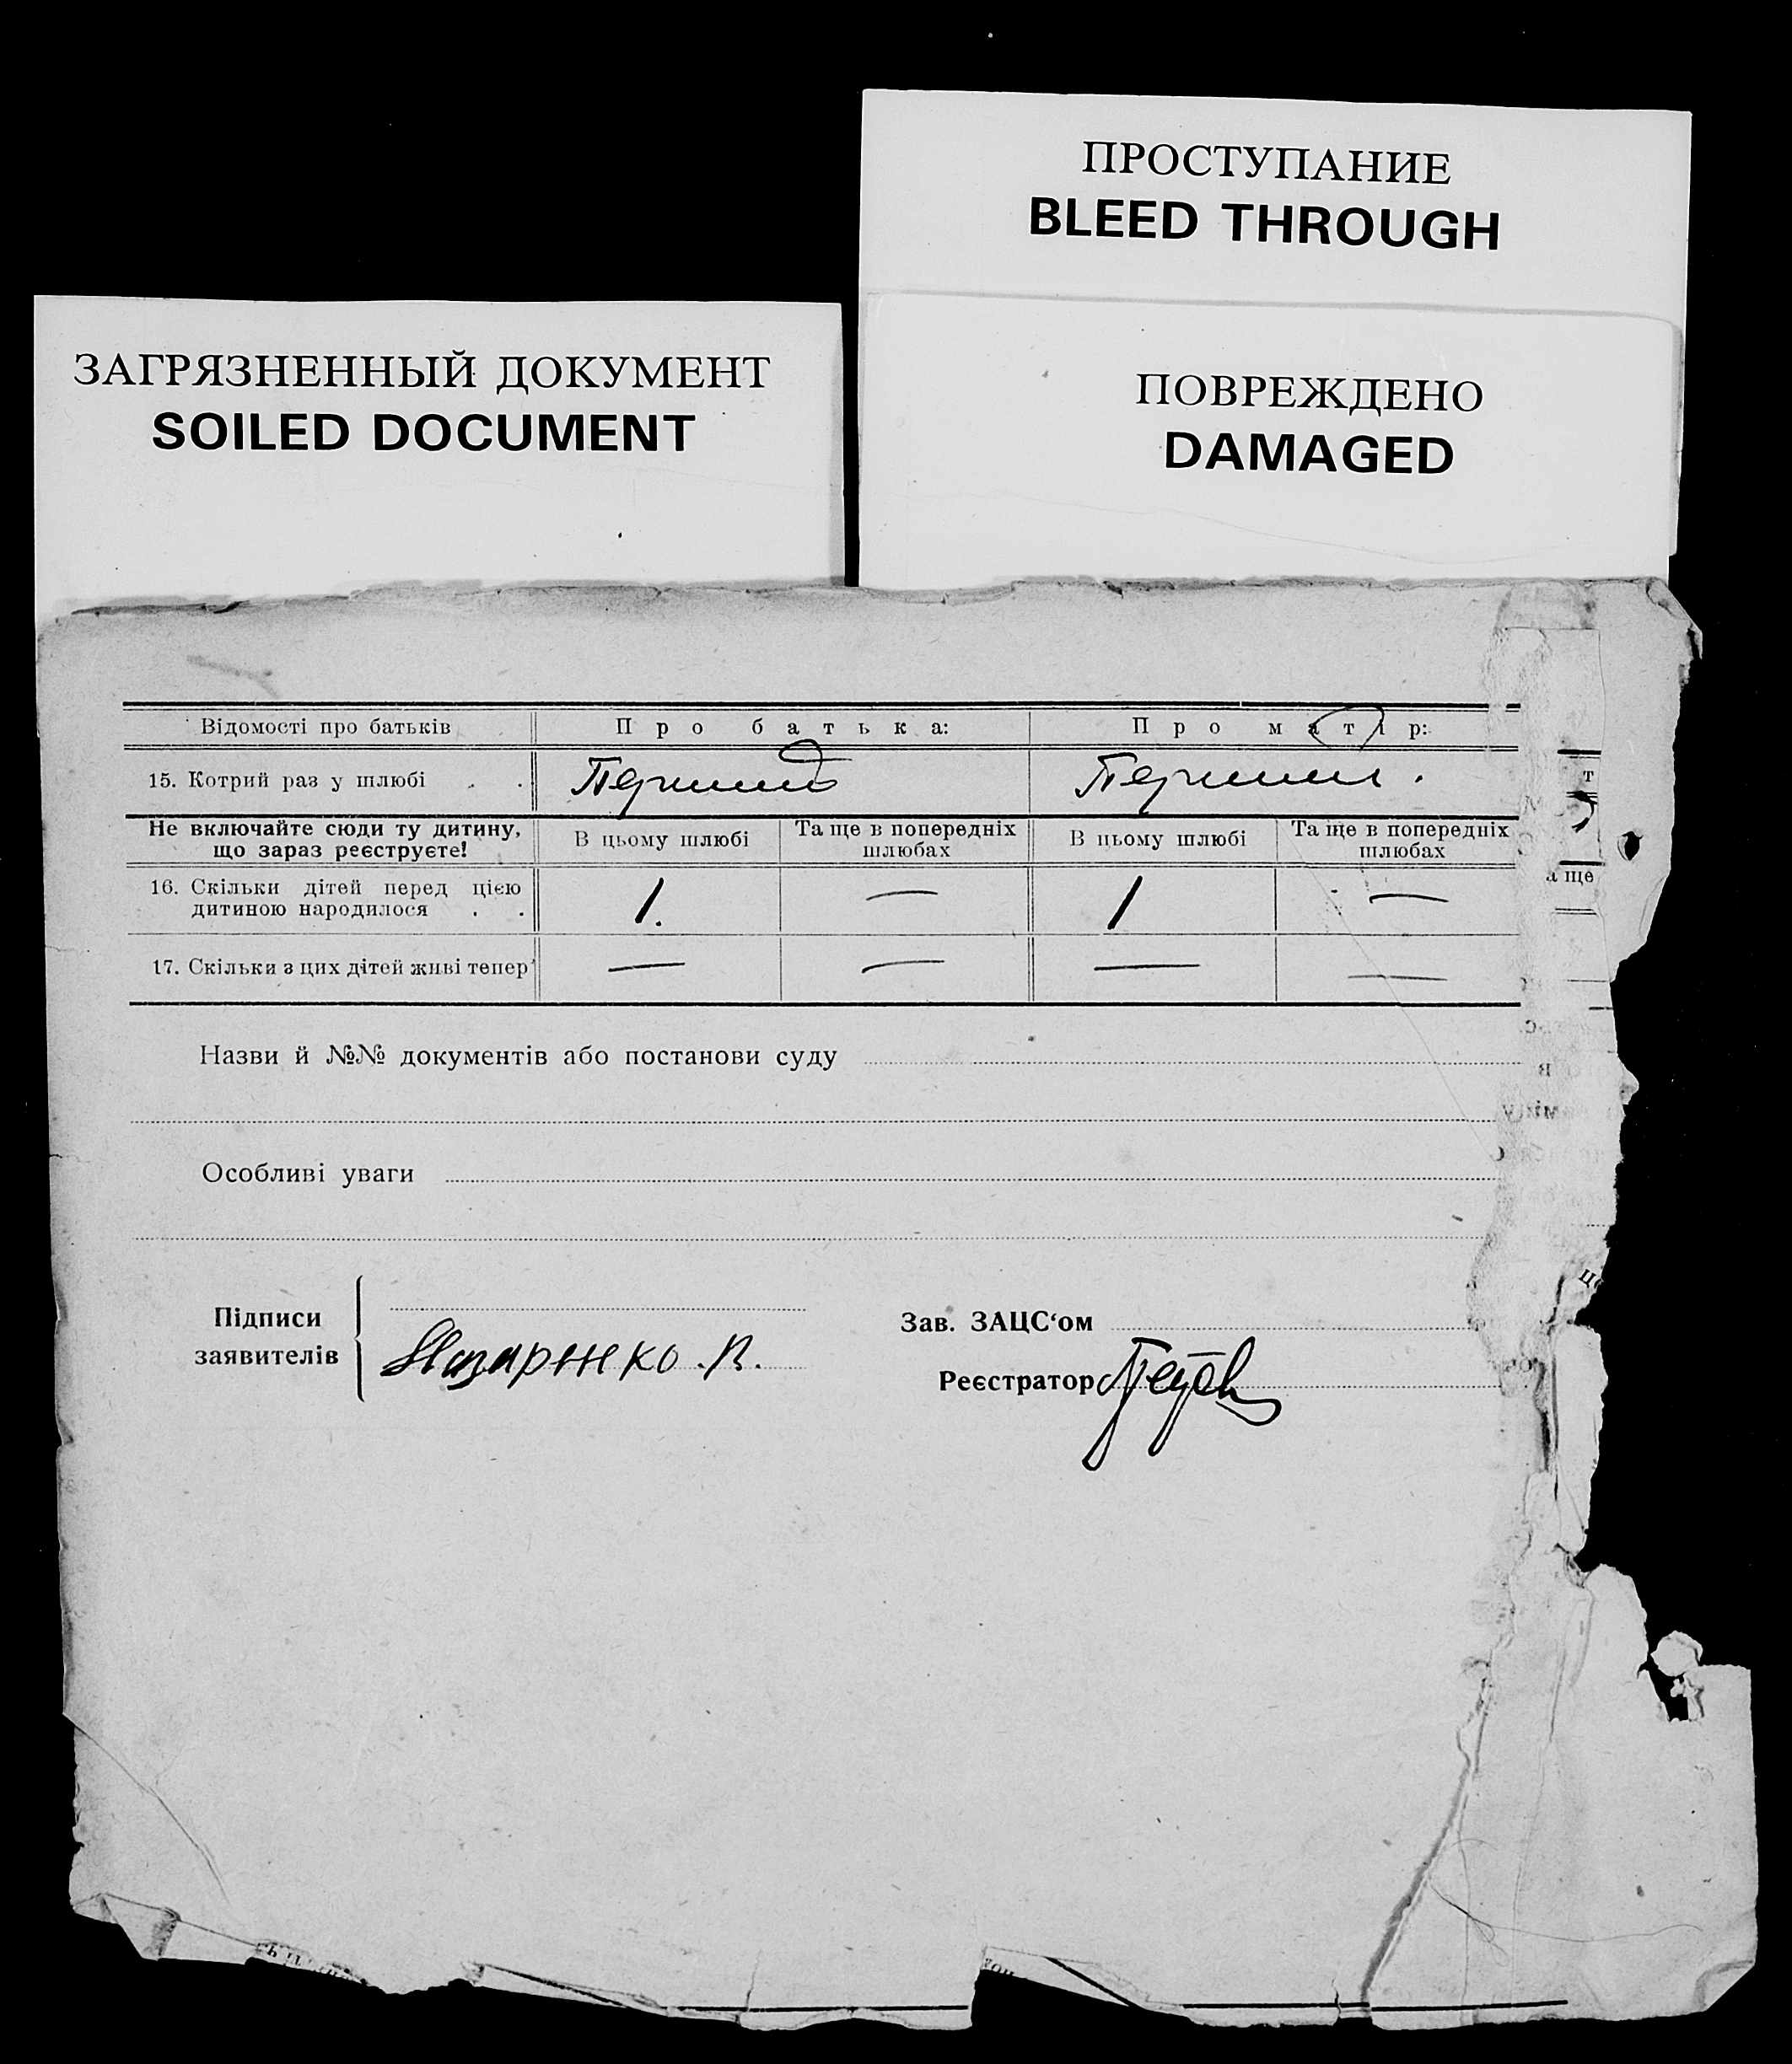 ПРОСТУПАНИЕ
BLEED THROUGH
ЗАГРЯЗНЕННЫЙ ДОКУМЕНТ
SOILED DOCUMENT
ПОВРЕЖДЕНО
DAMAGED
Відомості про батьків Про батька: Про матір:
15. Котрий раз у шлюбі . .
Не включайте сюди ту дитину, що зараз реєструєте! В цьому шлюбі Та ще в попередніх шлюбах В цьому шлюбі Та ще в попередніх шлюбах
16. Скільки дітей перед цією дитиною народилося . . 1. — 1 —
17. Скільки з цих дітей живі тепер — — — —
Назви й №№ документів або постанови суду
Особливі уваги
Підписи заявителів Назаренко . В.
Зав. ЗАЦС‘ом
Реєстратор
а ще